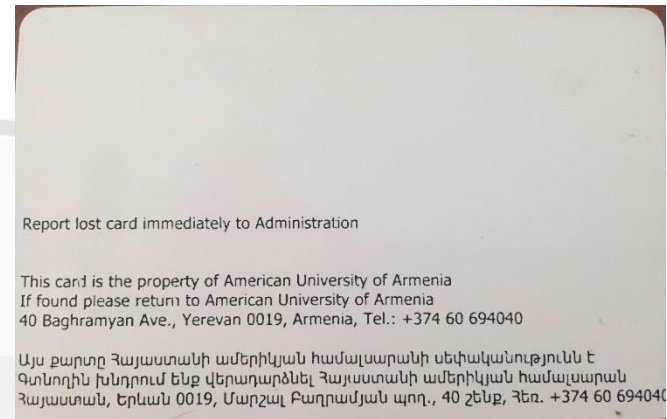 Report lost card immediately to Administration
This card is the property of American University of Armenia
If found please return to American University of Armenia
40 Baghramyan Ave., Yerevan 0019, Armenia, Tel.: +374 60 694040
Այս քարտը Հայաստանի ամերիկյան համալսարանի սեփականությունն է
Գտնողին խնդրում ենք վերադարձնել Հայաստանի ամերիկյան համալսարան
Հայաստան, Երևան 0019, Մարշալ Բաղրամյան պող., 40 շենք, Հեռ. +374 60 694040